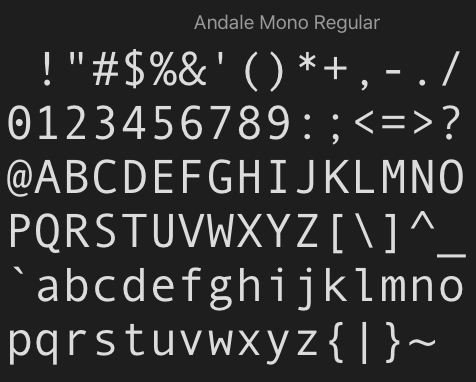 Andale Mono Regular
 !"#$%&'()*+,-./
0123456789:;<=>?
@ABCDEFGHIJKLMNO
PQRSTUVWXYZ[\]^_
`abcdefghijklmno
pqrstuvwxyz{|}~